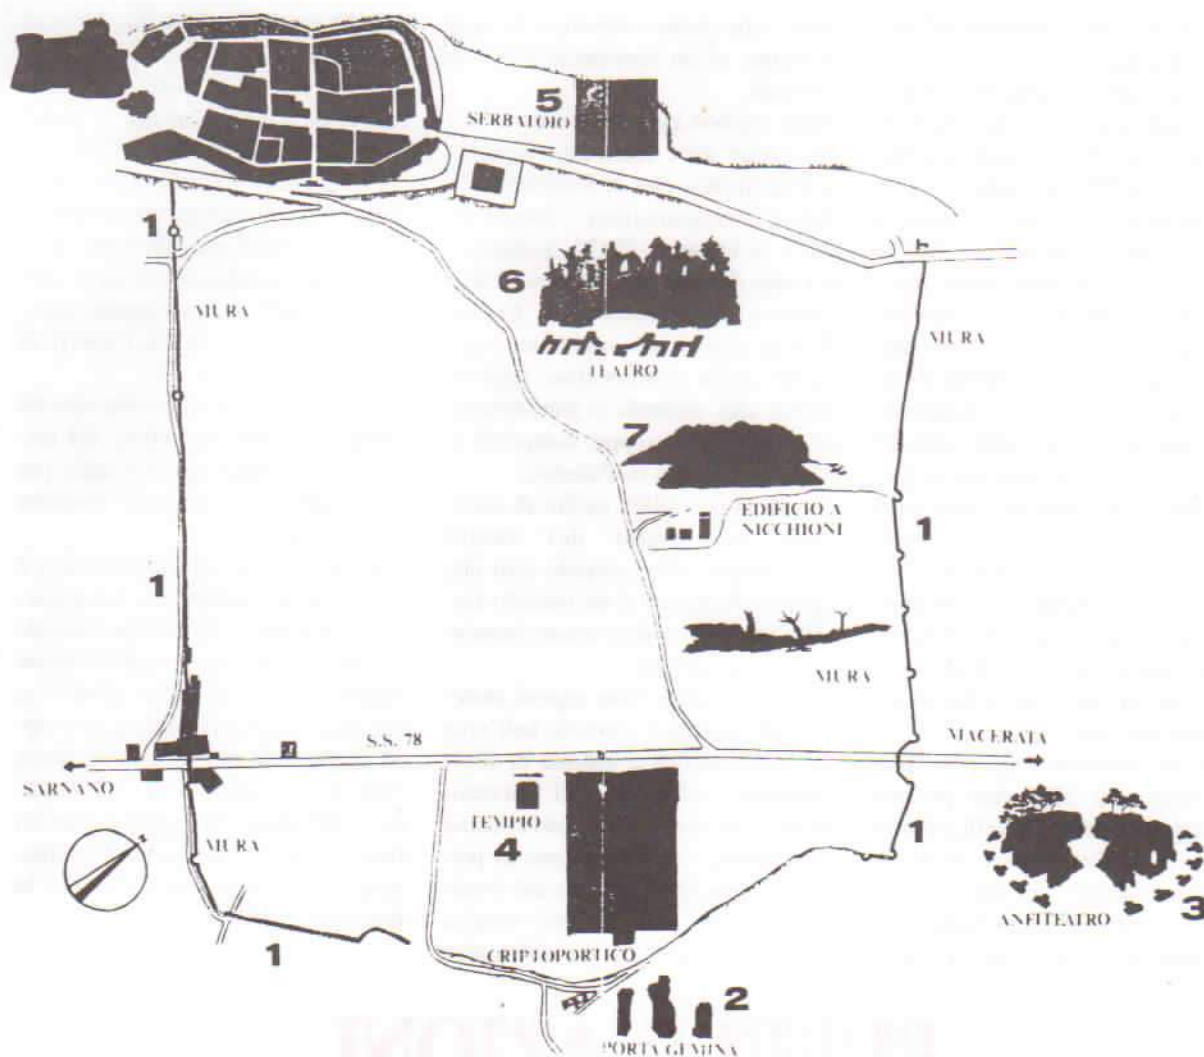 5
SERBATOIO
1
6
MURA
MURA
TEATRO
7
EDIFICIO A
NICCHIONI
1
1
MURA
S.S. 78
MACERATA
SARNANO
TEMPIO
4
MURA
1
3
ANFITEATRO
1
CRIPTOPORTICO
2
PORTA GEMINA